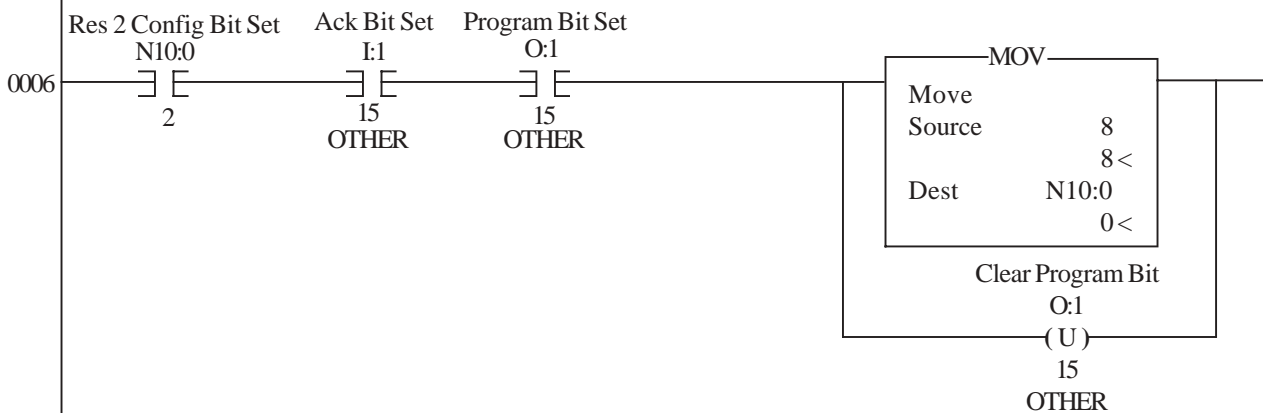 Res 2 Config Bit Set
N10:0
2
Ack Bit Set
I:1
15
OTHER
Program Bit Set
O:1
15
OTHER
0006
MOV
Move
Source 8
8<
Dest N10:0
0<
Clear Program Bit
O:1
( U )
15
OTHER